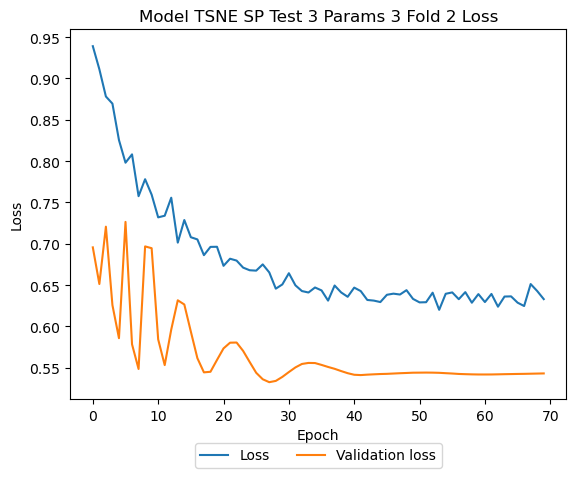 Model TSNE SP Test 3 Params 3 Fold 2 Loss
0.95
0.90
0.85
0.80
0.75
0.70
0.65
0.60
0.55
Loss
0 10 20 30 40 50 60 70
Epoch
Loss Validation loss